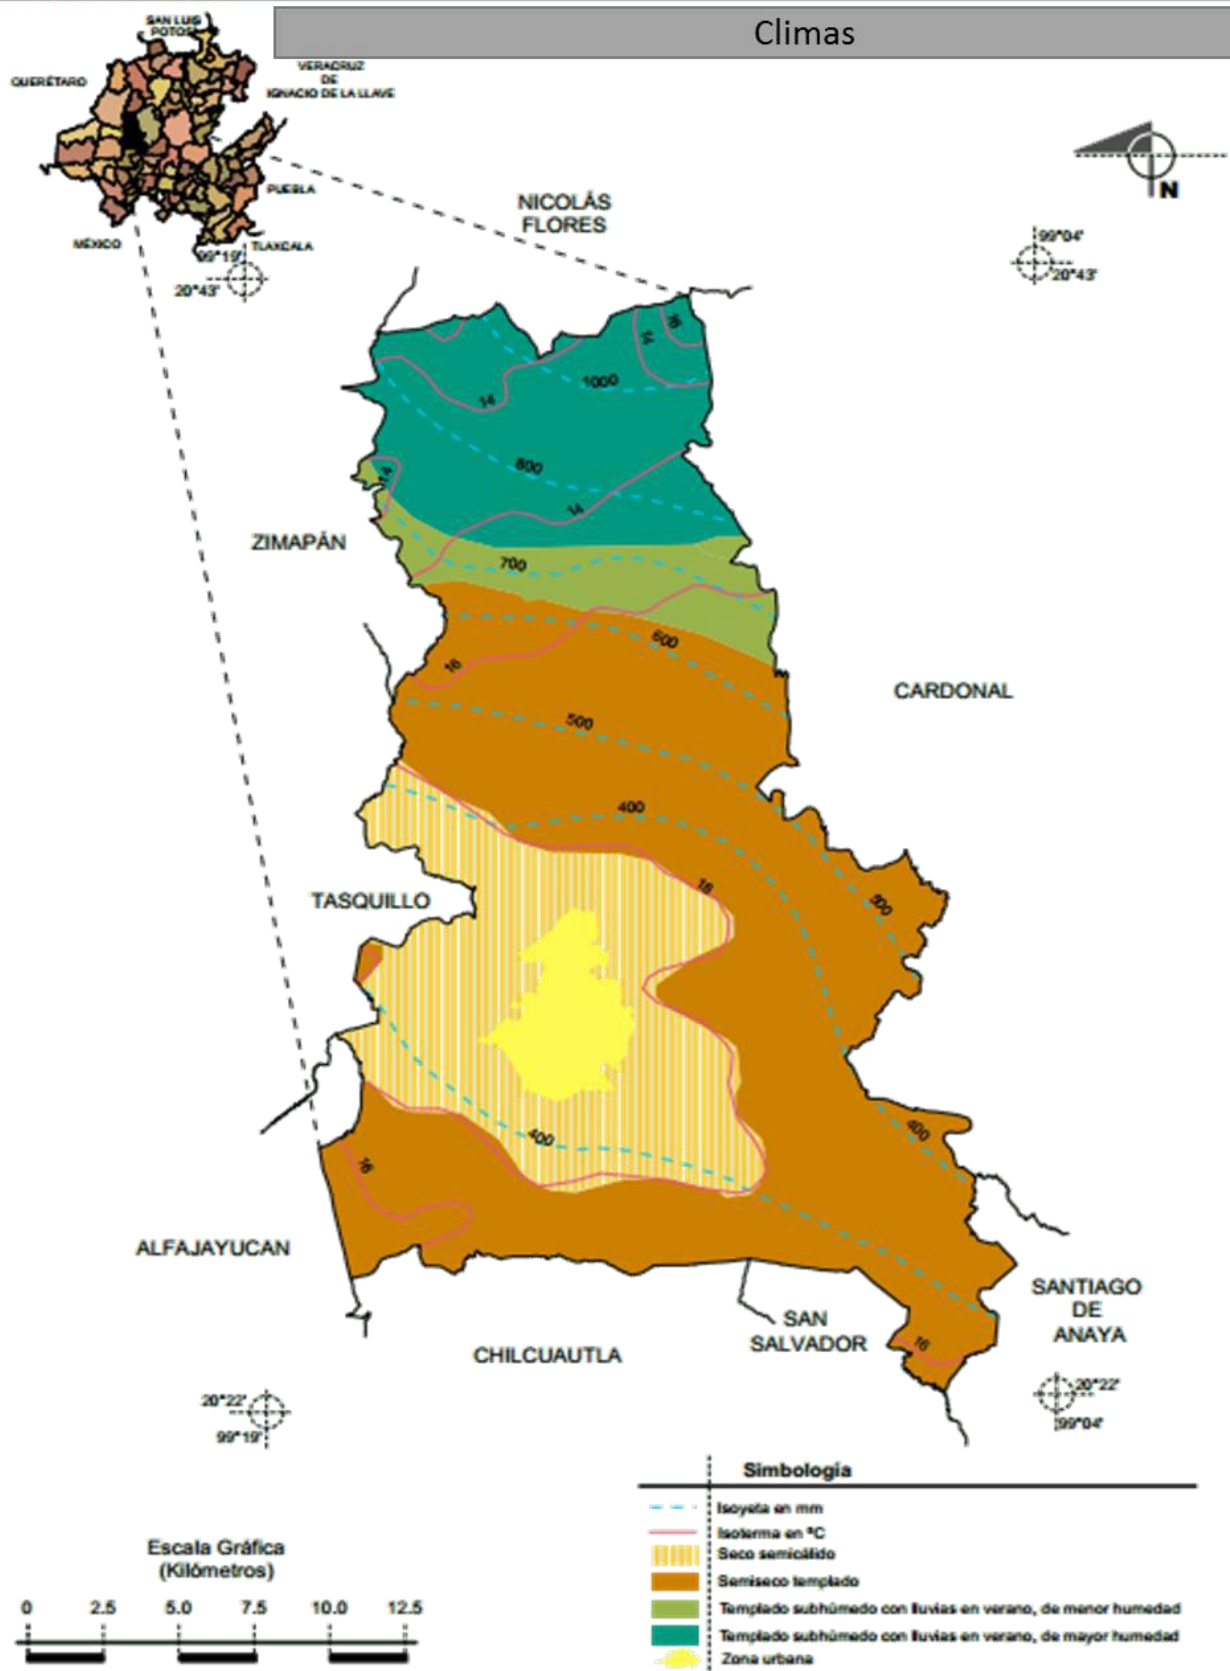 Climas
SAN LUIS
POTOSÍ
QUERÉTARO
VERACRUZ
DE
IGNACIO DE LA LLAVE
PUEBLA
MÉXICO
TLAXCALA
N
99°19'
20°43'
99°04'
20°43'
NICOLÁS
FLORES
16
14
1000
14
800
14
14
ZIMAPÁN
700
600
16
CARDONAL
500
400
18
500
TASQUILLO
400
400
16
ALFAJAYUCAN
SANTIAGO
DE
ANAYA
SAN
SALVADOR
16
CHILCUAUTLA
20°22'
99°19'
20°22'
99°04'
Simbología
Isoyeta en mm
Isoterma en °C
Seco semicálido
Semiseco templado
Templado subhúmedo con lluvias en verano, de menor humedad
Templado subhúmedo con lluvias en verano, de mayor humedad
Zona urbana
Escala Gráfica
(Kilómetros)
0 2.5 5.0 7.5 10.0 12.5